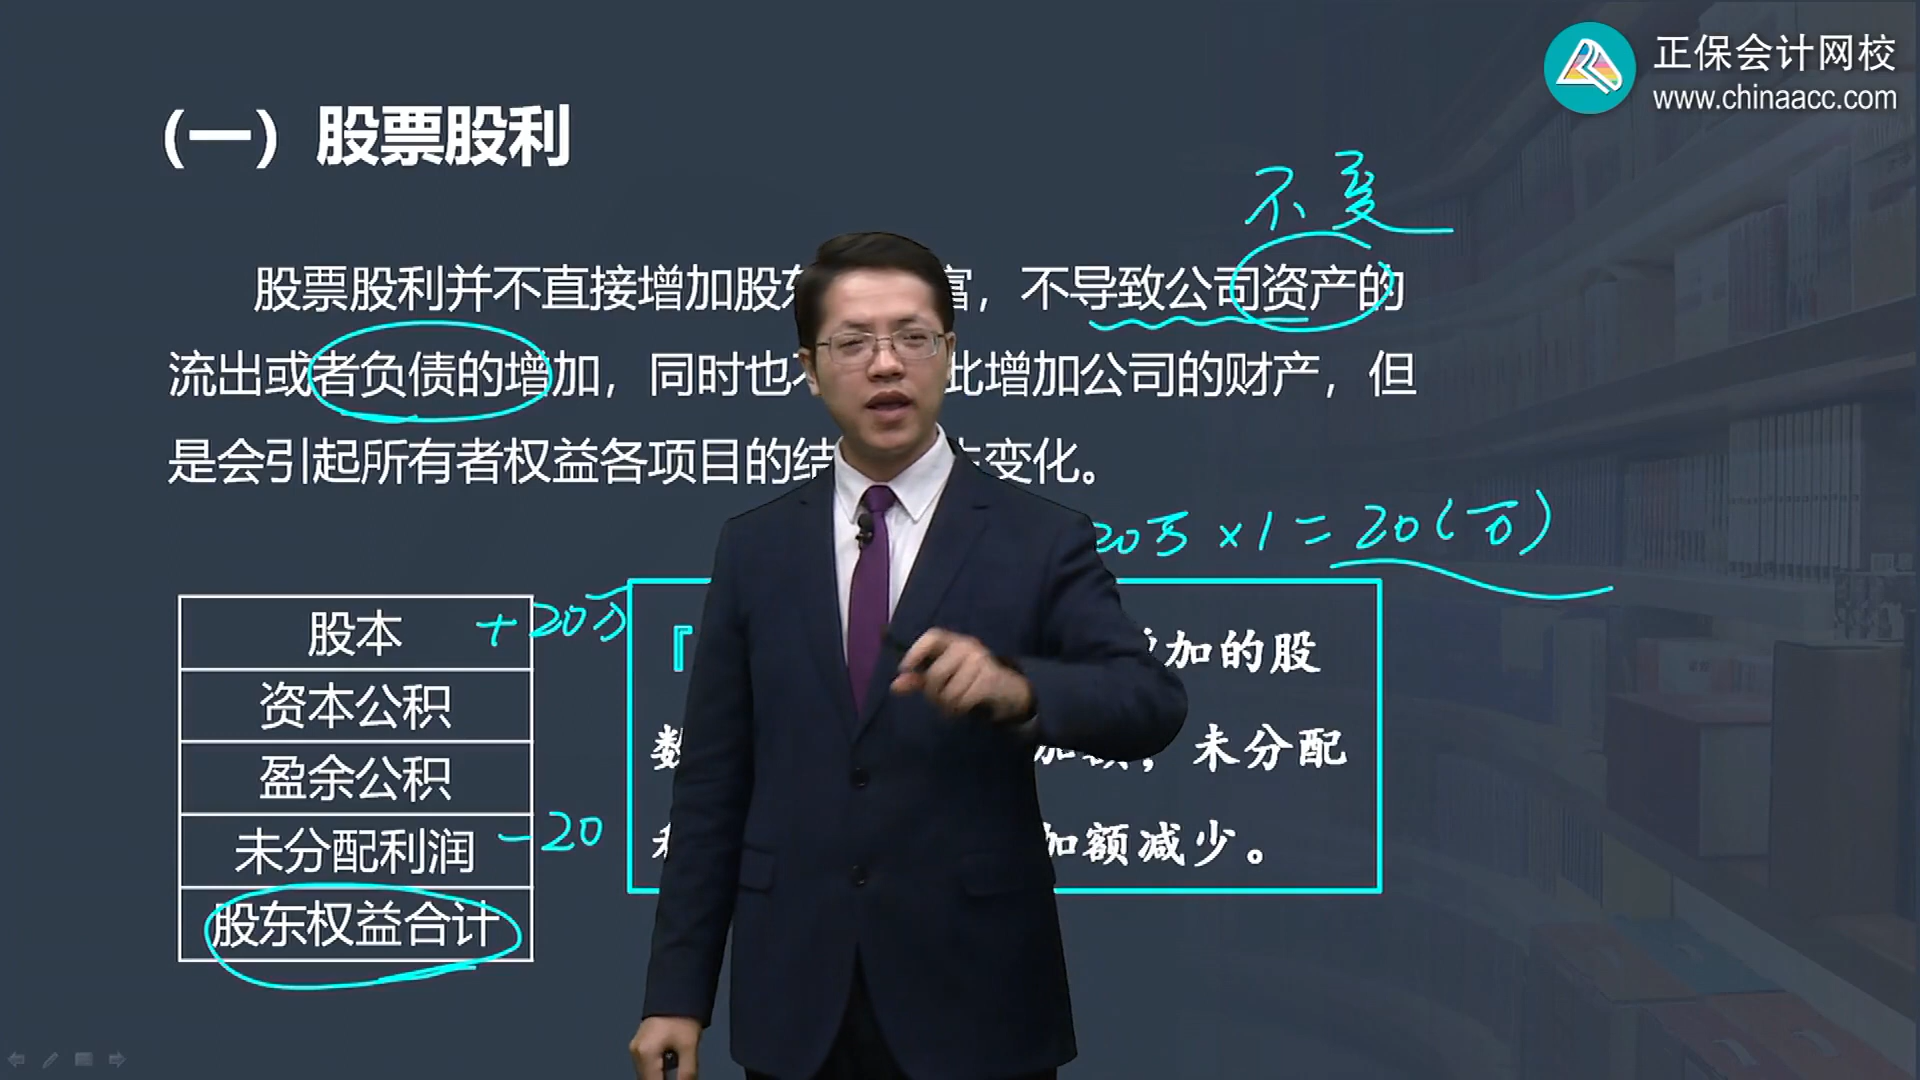 正保会计网校
www.chinaacc.com
(一) 股票股利
不变
股票股利并不直接增加股东 富，不导致公司资产的
流出或者负债的增加，同时也不 此增加公司的财产，但
是会引起所有者权益各项目的结 生变化。
20万×1=20(万)
股本 +20万
资本公积
盈余公积
未分配利润 -20
股东权益合计
『 增加的股
数 加额，未分配
利 加额减少。